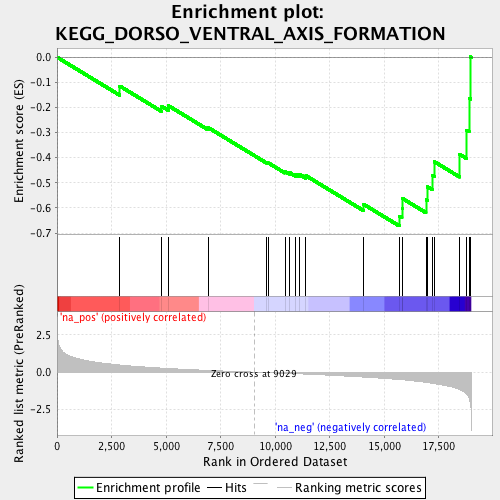 Enrichment plot:
KEGG_DORSO_VENTRAL_AXIS_FORMATION
Enrichment score (ES)
0.0
-0.1
-0.2
-0.3
-0.4
-0.5
-0.6
-0.7
'na_pos' (positively correlated)
Ranked list metric (PreRanked)
2.5
0.0
-2.5
Zero cross at 9029
'na_neg' (negatively correlated)
0 2,500 5,000 7,500 10,000 12,500 15,000 17,500
Rank in Ordered Dataset
Enrichment profile Hits Ranking metric scores